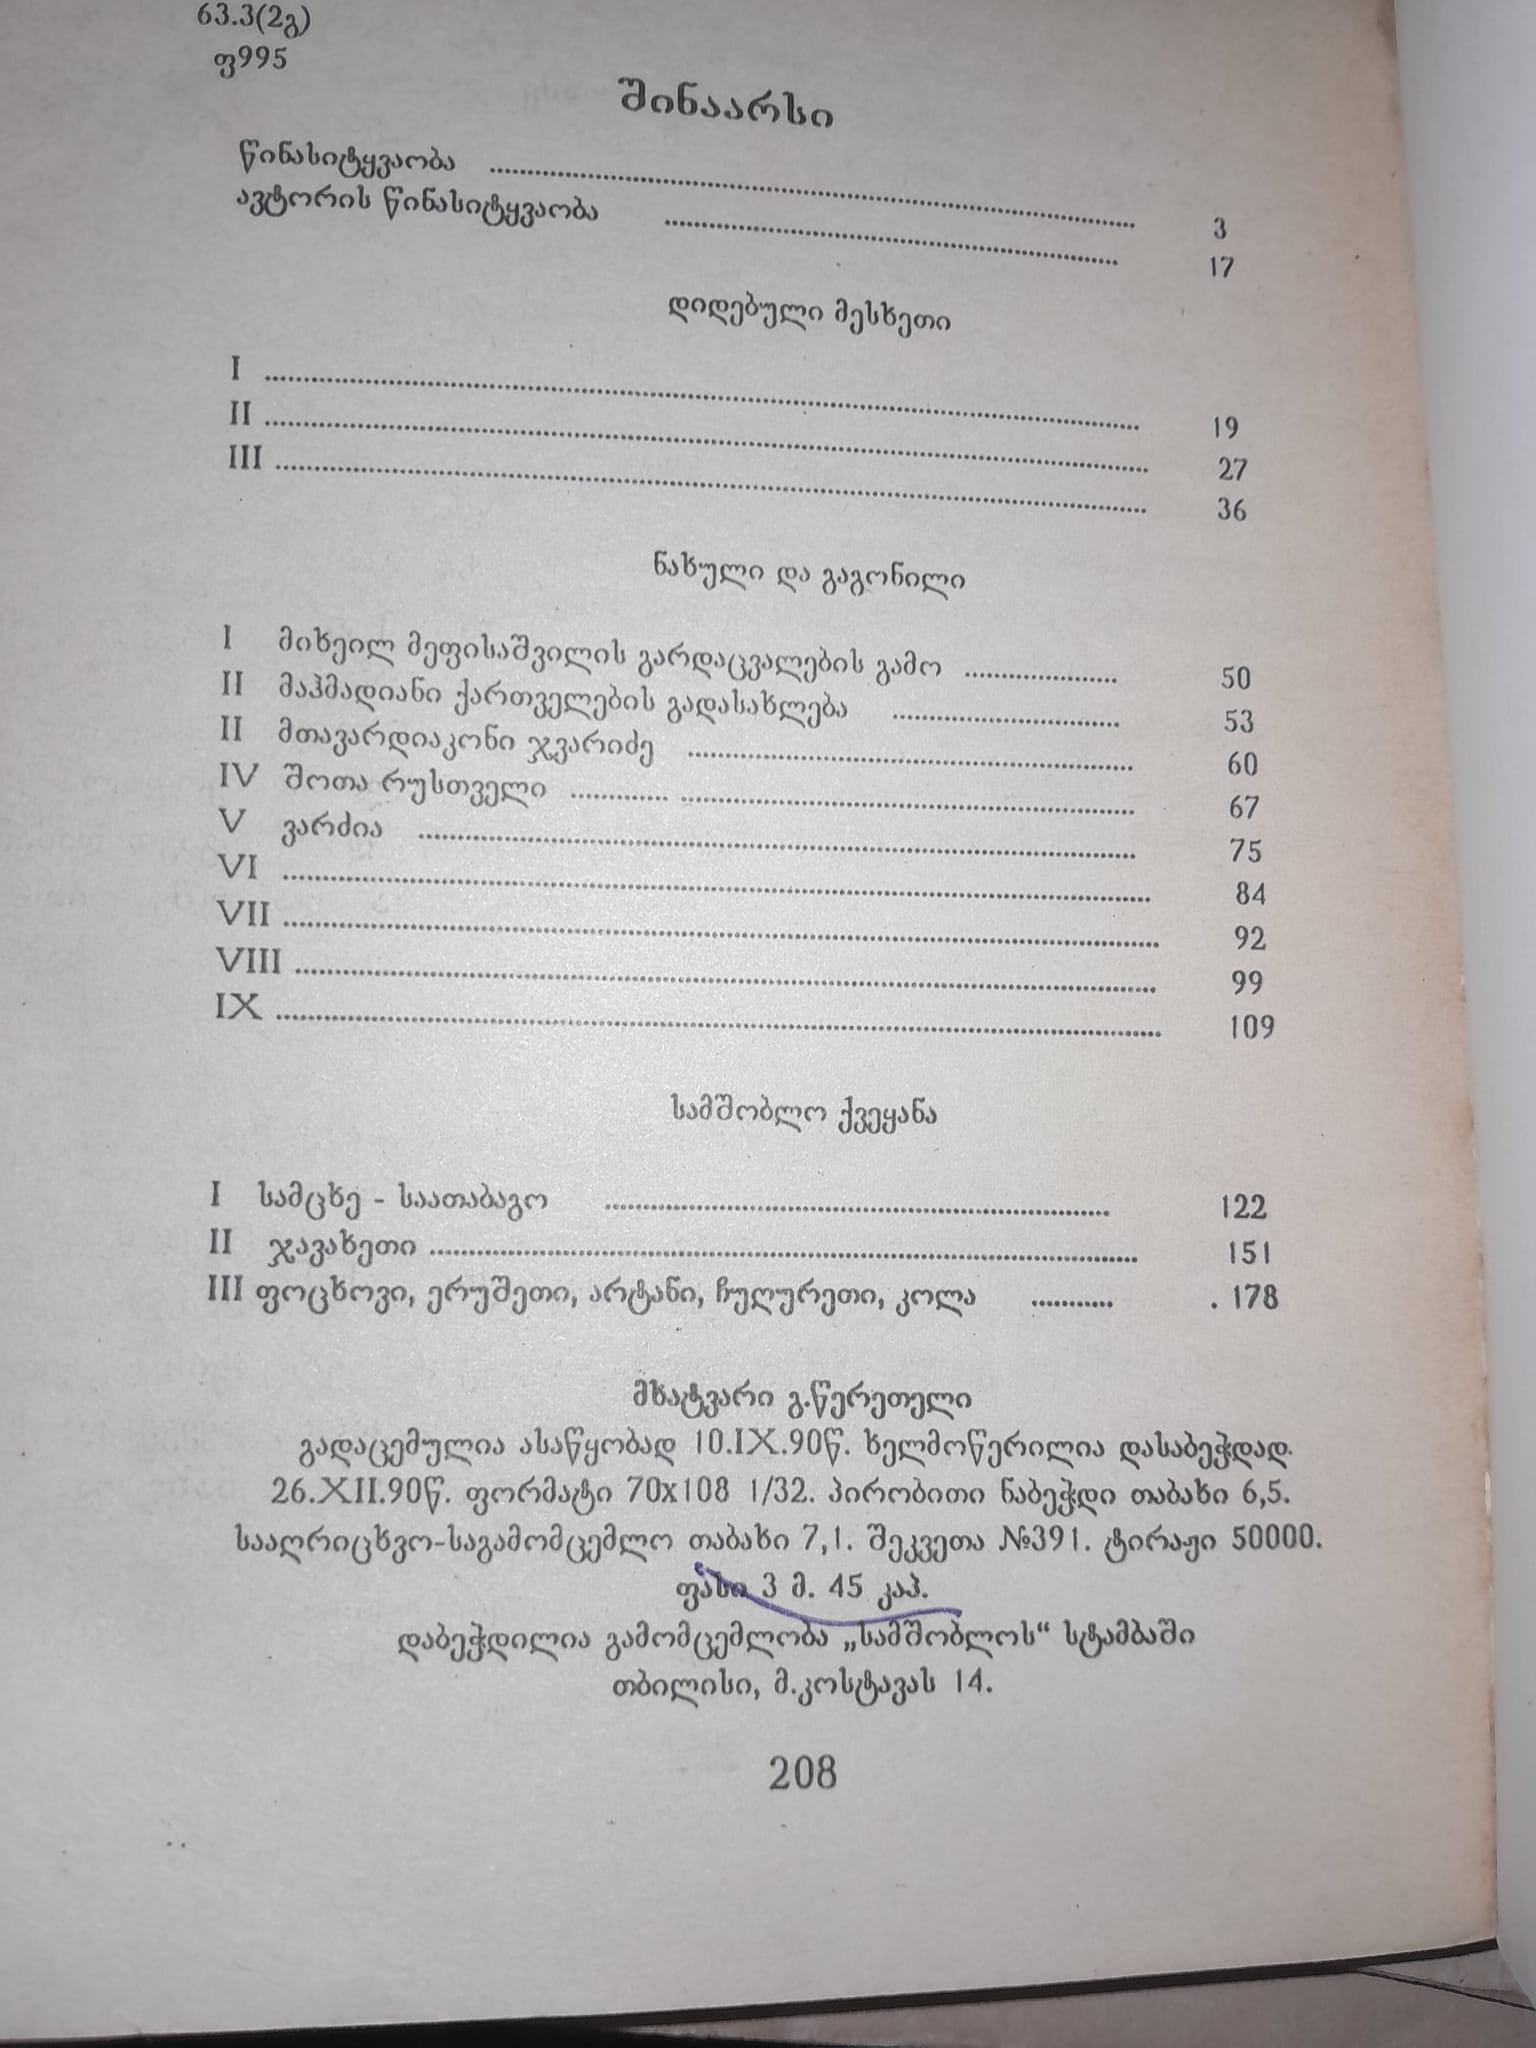 63.3(2გ)
ფ995
შინაარსი
წინასიტყვაობა ........ 3
ავტორის წინასიტყვაობა ........ 17
დიდებული მესხეთი
I ........ 19
II ........ 27
III ........ 36
ნახული და გაგონილი
I მიხეილ მეფისაშვილის გარდაცვალების გამო ........ 50
II მაჰმადიანი ქართველების გადასახლება ........ 53
II მთავარდიაკონი ჯვარიძე ........ 60
IV შოთა რუსთველი ........ 67
V ვარძია ........ 75
VI ........ 84
VII ........ 92
VIII ........ 99
IX ........ 109
სამშობლო ქვეყანა
I სამცხე - საათაბაგო ........ 122
II ჯავახეთი ........ 151
III ფოცხოვი, ერუშეთი, არტანი, ჩუღურეთი, კოლა ........ . 178
მხატვარი გ.წერეთელი
გადაცემულია ასაწყობად 10.IX.90წ. ხელმოწერილია დასაბეჭდად.
26.XII.90წ. ფორმატი 70x108 1/32. პირობითი ნაბეჭდი თაბახი 6,5.
სააღრიცხვო-საგამომცემლო თაბახი 7,1. შეკვეთა №391. ტირაჟი 50000.
ფასი 3 მ. 45 კაპ.
დაბეჭდილია გამომცემლობა „სამშობლოს“ სტამბაში
თბილისი, მ.კოსტავას 14.
208